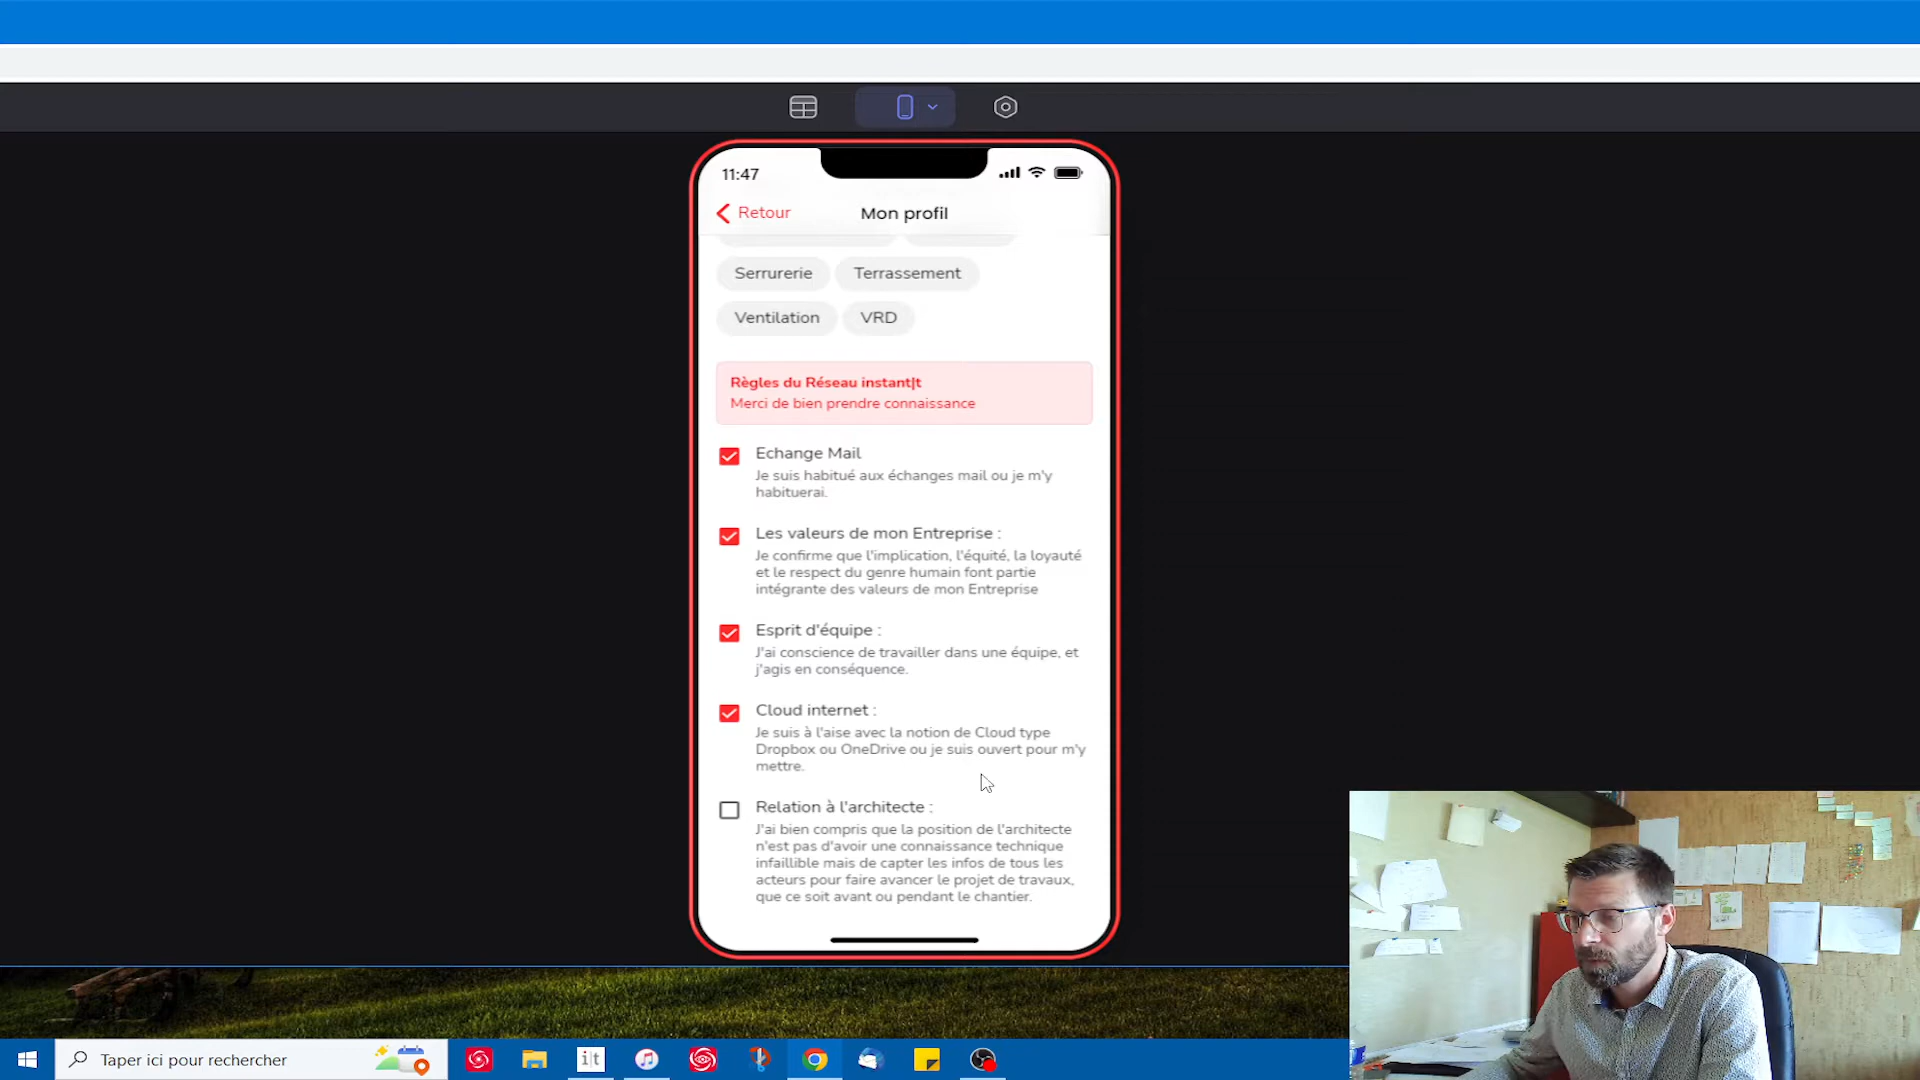 11:47
Retour
Mon profil
Serrurerie
Terrassement
Ventilation
VRD
Règles du Réseau instant|t
Merci de bien prendre connaissance
Echange Mail
Je suis habitué aux échanges mail ou je m'y
habituerai.
Les valeurs de mon Entreprise :
Je confirme que l'implication, l'équité, la loyauté
et le respect du genre humain font partie
intégrante des valeurs de mon Entreprise
Esprit d'équipe :
J'ai conscience de travailler dans une équipe, et
j'agis en conséquence.
Cloud internet :
Je suis à l'aise avec la notion de Cloud type
Dropbox ou OneDrive ou je suis ouvert pour m'y
mettre.
Relation à l'architecte :
J'ai bien compris que la position de l'architecte
n'est pas d'avoir une connaissance technique
infaillible mais de capter les infos de tous les
acteurs pour faire avancer le projet de travaux,
que ce soit avant ou pendant le chantier.
Taper ici pour rechercher
i|t